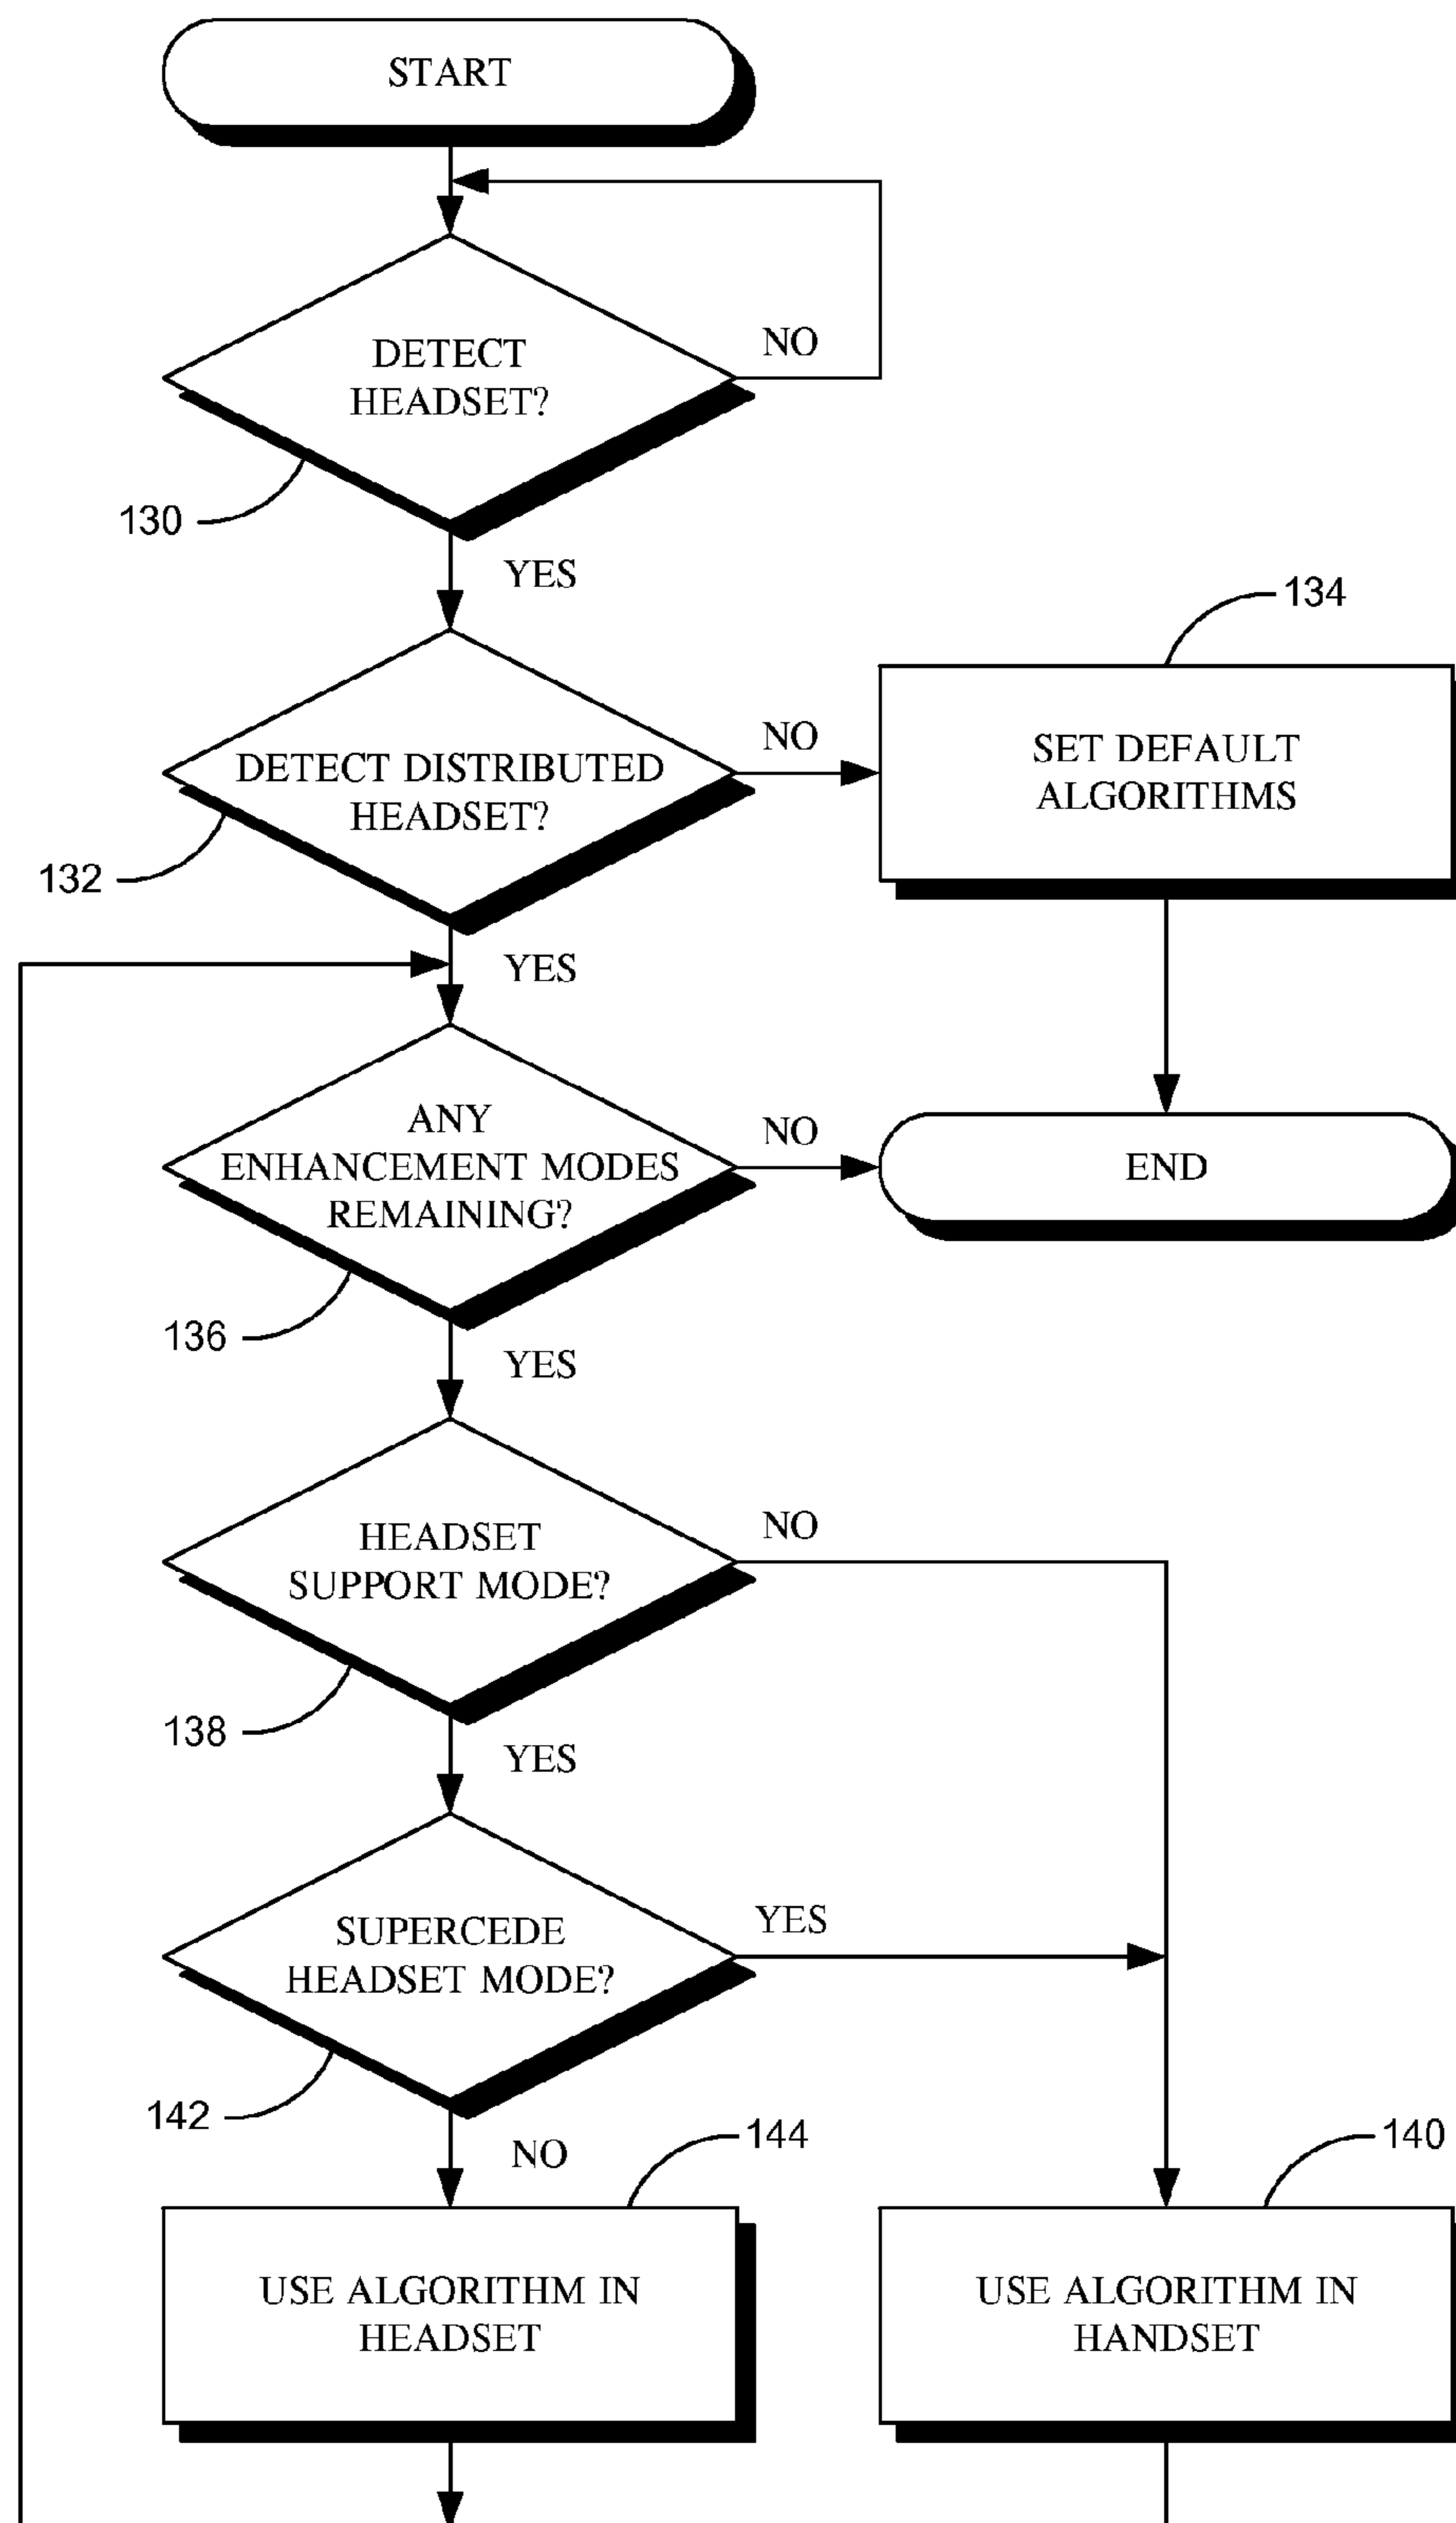 START
DETECT
HEADSET?
NO
130
YES
134
DETECT DISTRIBUTED
HEADSET?
NO
SET DEFAULT
ALGORITHMS
132
YES
ANY
ENHANCEMENT MODES
REMAINING?
NO
END
136
YES
HEADSET
SUPPORT MODE?
NO
138
YES
SUPERCEDE
HEADSET MODE?
YES
142
NO
144
140
USE ALGORITHM IN
HEADSET
USE ALGORITHM IN
HANDSET